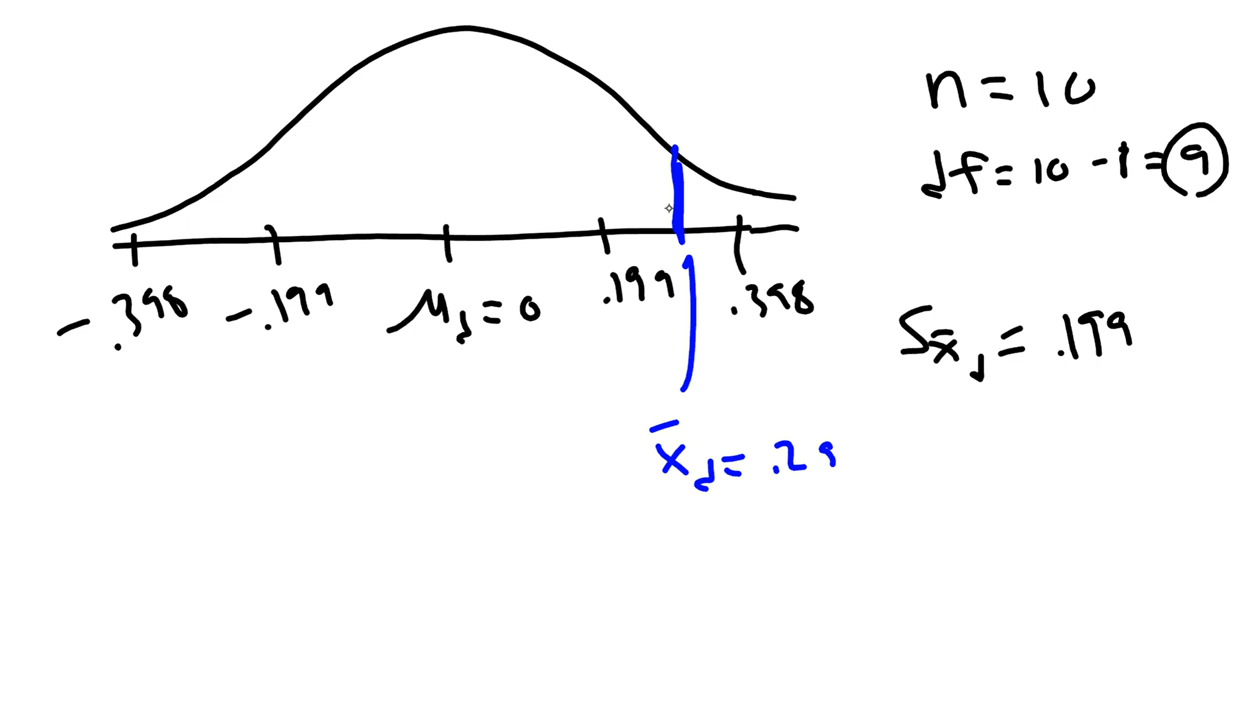 n = 10
df = 10 - 1 = 9
-.398 -.199 μd = 0 .199 .398
Sx̄d = .199
x̄d = .29